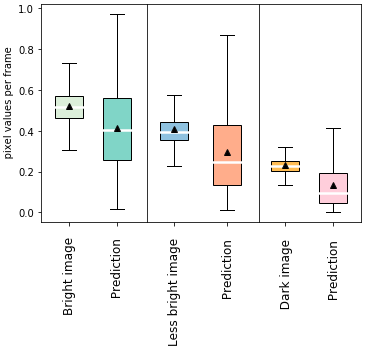 pixel values per frame
1.0
0.8
0.6
0.4
0.2
0.0
Bright image
Prediction
Less bright image
Prediction
Dark image
Prediction